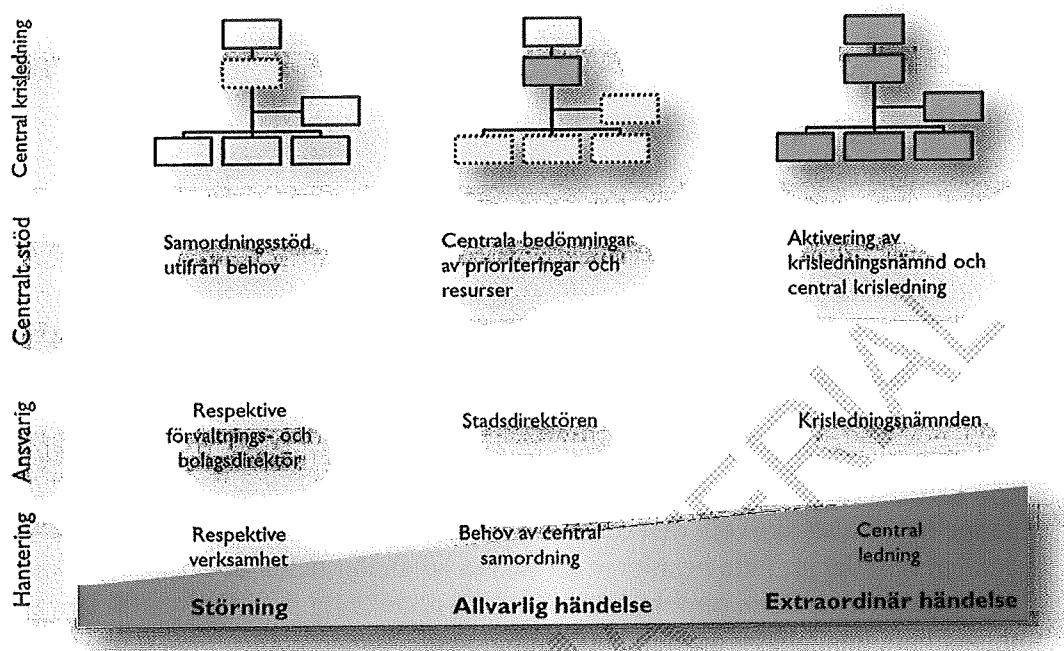 Central krisledning
Centralt stöd
Samordningsstöd
utifrån behov
Centrala bedömningar
av prioriteringar och
resurser
Aktivering av
krisledningsnämnd och
central krisledning
Ansvarig
Respektive
förvaltnings- och
bolagsdirektör
Stadsdirektören
Krisledningsnämnden
Hantering
Respektive
verksamhet
Behov av central
samordning
Central
ledning
Störning
Allvarlig händelse
Extraordinär händelse